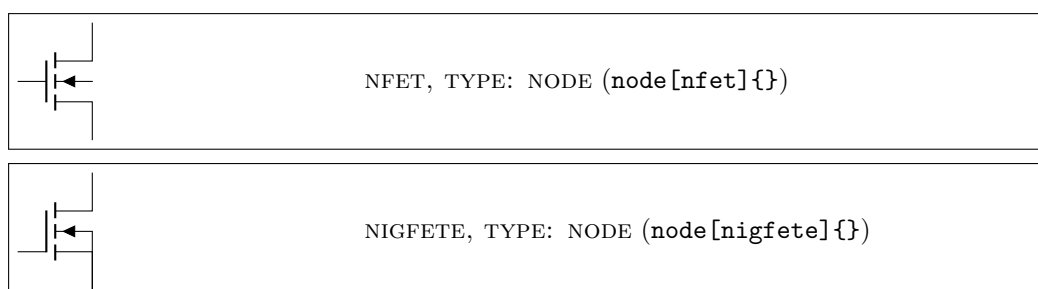 NFET, TYPE: NODE (node[nfet]{})
NIGFETE, TYPE: NODE (node[nigfete]{})